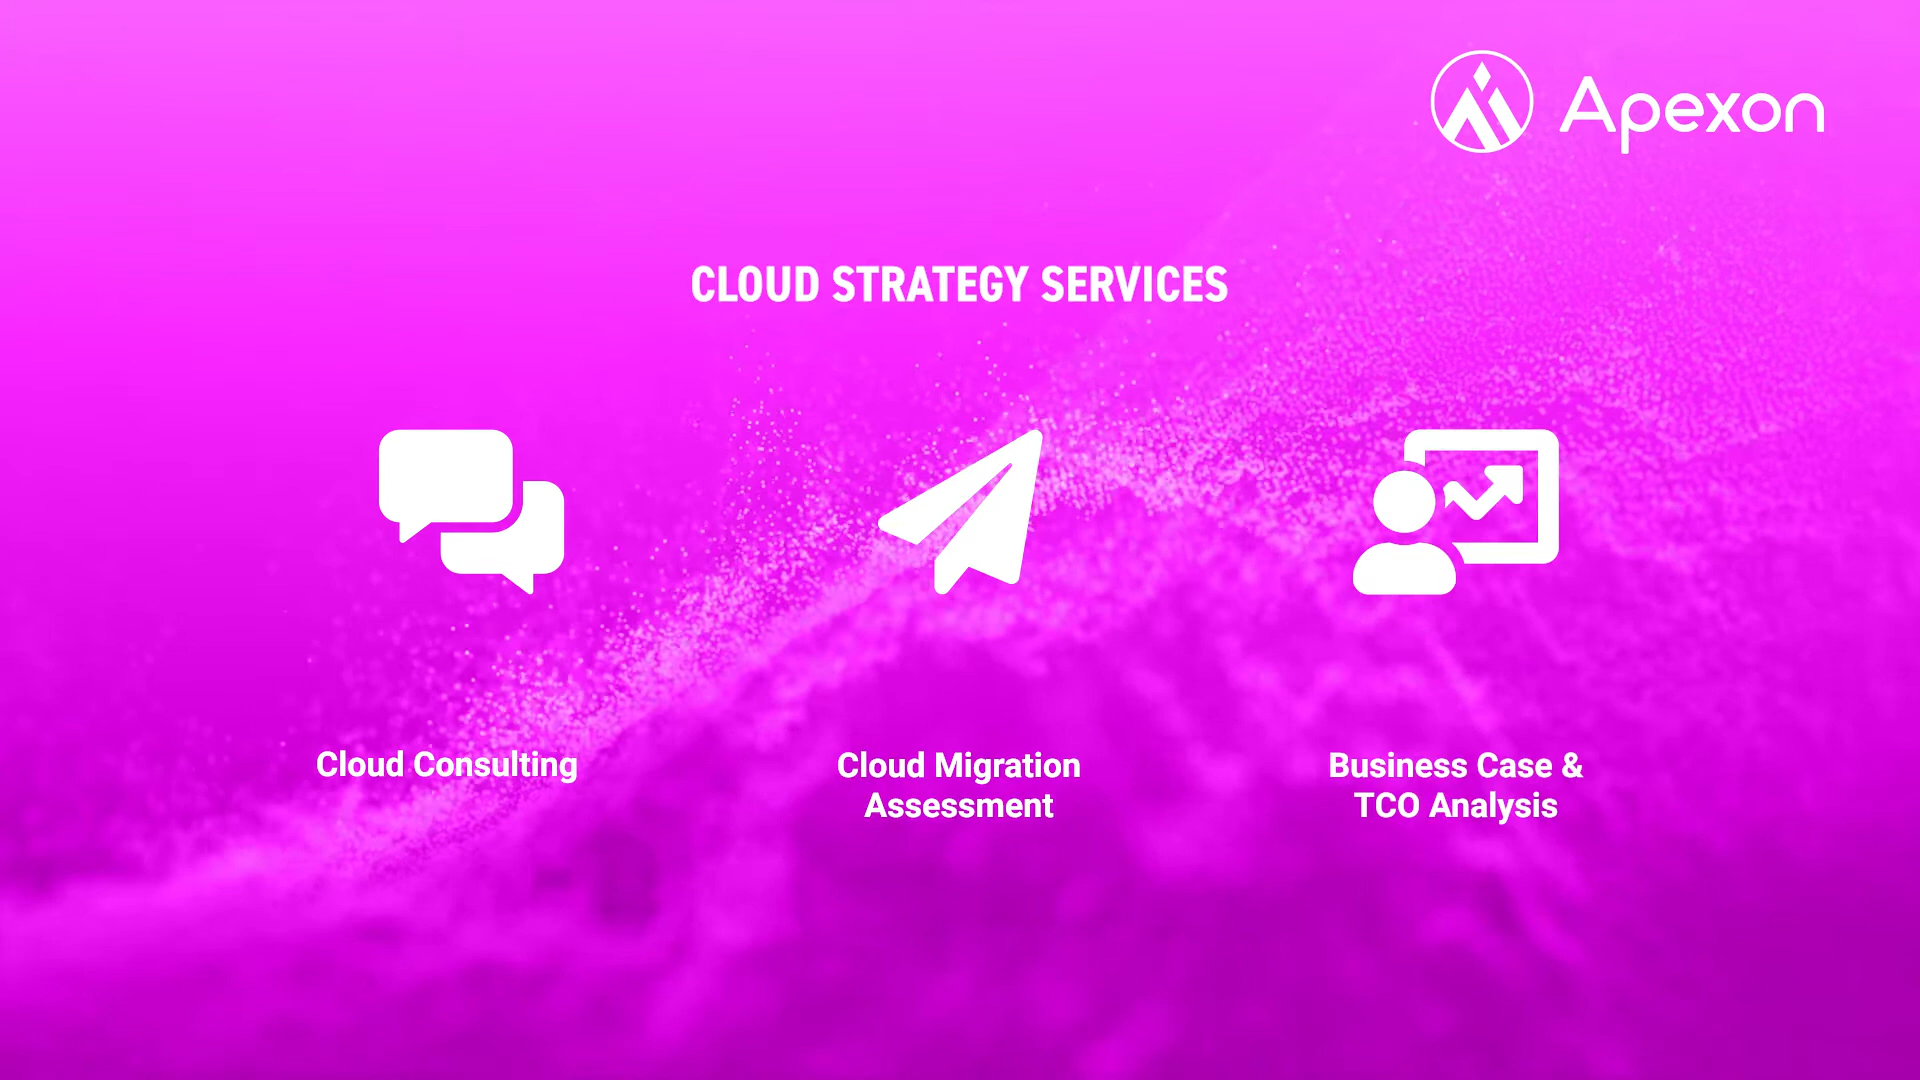 Apexon
CLOUD STRATEGY SERVICES
Cloud Consulting
Cloud Migration
Assessment
Business Case &
TCO Analysis